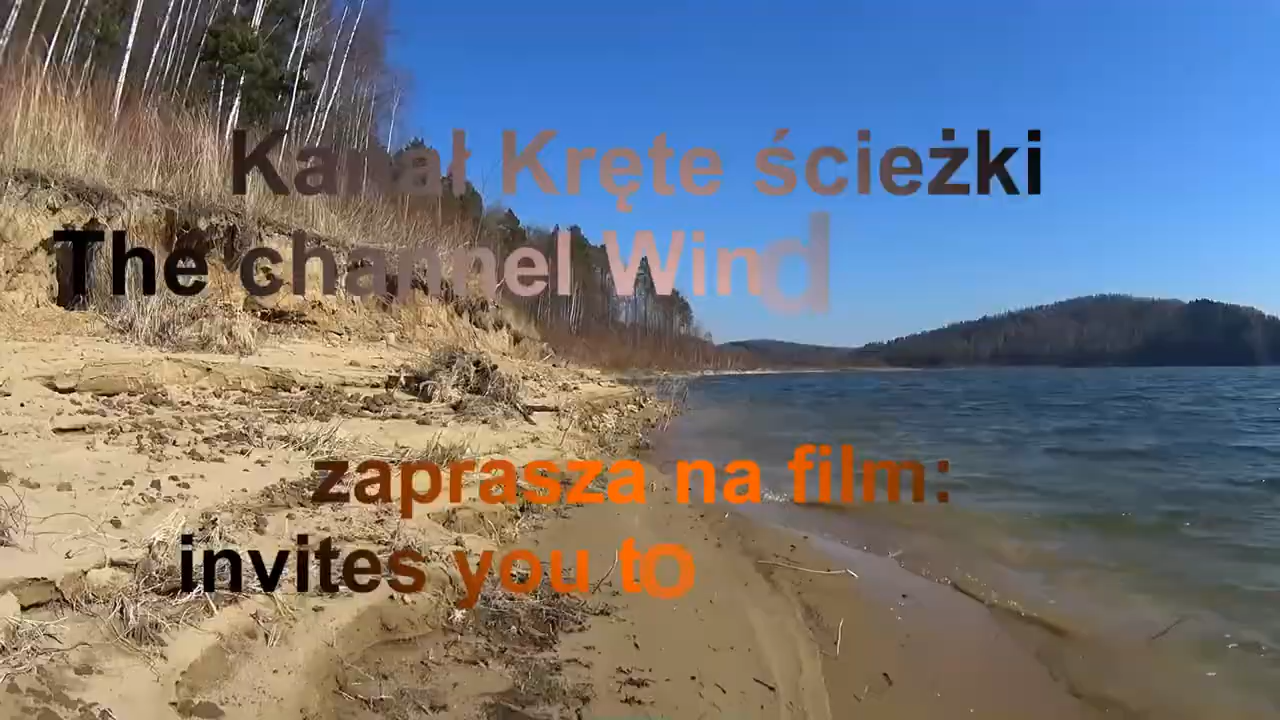 Kanał Kręte ścieżki
The channel Wind
zaprasza na film:
invites you to